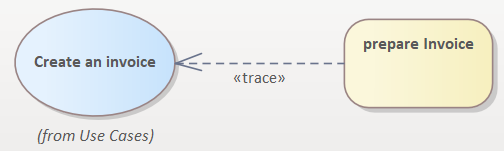 Create an invoice
prepare Invoice
«trace»
(from Use Cases)